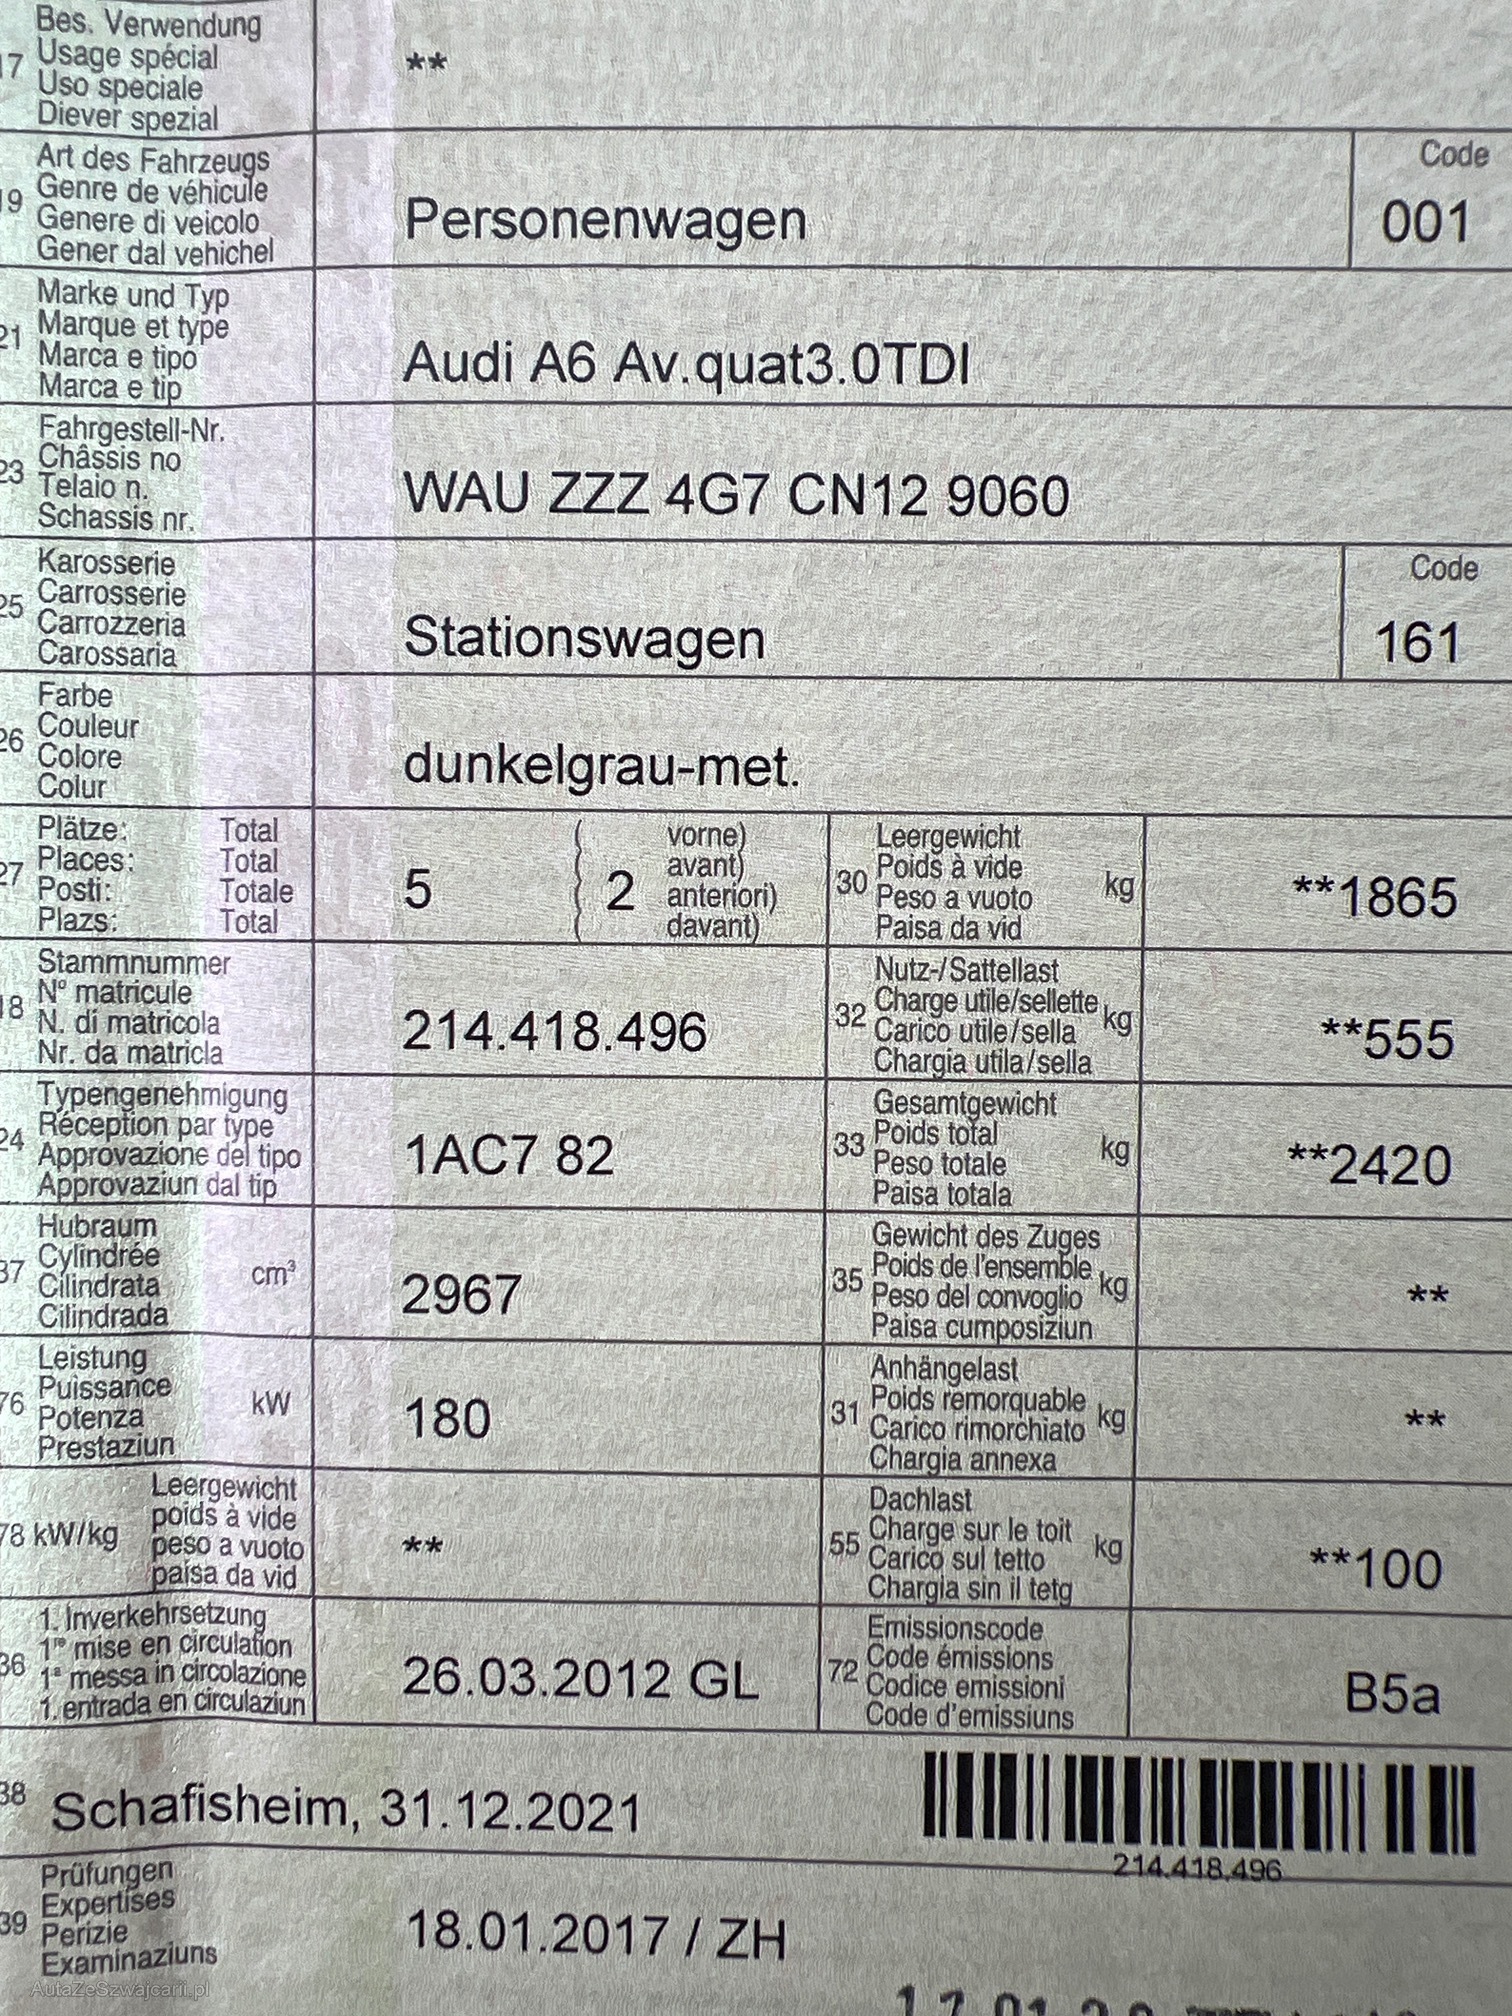 17 Bes. Verwendung
Usage spécial
Uso speciale
Diever spezial
**
19 Art des Fahrzeugs
Genre de véhicule
Genere di veicolo
Gener dal vehichel
Personenwagen
Code
001
21 Marke und Typ
Marque et type
Marca e tipo
Marca e tip
Audi A6 Av.quat3.0TDI
23 Fahrgestell-Nr.
Châssis no
Telaio n.
Schassis nr.
WAU ZZZ 4G7 CN12 9060
25 Karosserie
Carrosserie
Carrozzeria
Carossaria
Stationswagen
Code
161
26 Farbe
Couleur
Colore
Colur
dunkelgrau-met.
27 Plätze: Total
Places: Total
Posti: Totale
Plazs: Total
5
( 2 vorne)
avant)
anteriori)
davant)
30 Leergewicht
Poids à vide
Peso a vuoto
Paisa da vid
kg
**1865
18 Stammnummer
N° matricule
N. di matricola
Nr. da matricla
214.418.496
32 Nutz-/Sattellast
Charge utile/sellette
Carico utile/sella
Chargia utila/sella
kg
**555
24 Typengenehmigung
Réception par type
Approvazione del tipo
Approvaziun dal tip
1AC7 82
33 Gesamtgewicht
Poids total
Peso totale
Paisa totala
kg
**2420
37 Hubraum
Cylindrée
Cilindrata
Cilindrada
cm³
2967
35 Gewicht des Zuges
Poids de l'ensemble
Peso del convoglio
Paisa cumposiziun
kg
**
76 Leistung
Puissance
Potenza
Prestaziun
kW
180
31 Anhängelast
Poids remorquable
Carico rimorchiato
Chargia annexa
kg
**
78 kW/kg
Leergewicht
poids à vide
peso a vuoto
paisa da vid
**
55 Dachlast
Charge sur le toit
Carico sul tetto
Chargia sin il tetg
kg
**100
36 1. Inverkehrsetzung
1re mise en circulation
1a messa in circolazione
1. entrada en circulaziun
26.03.2012 GL
72 Emissionscode
Code émissions
Codice emissioni
Code d'emissiuns
B5a
38 Schafisheim, 31.12.2021
214.418.496
39 Prüfungen
Expertises
Perizie
Examinaziuns
18.01.2017 / ZH
AutaZeSzwajcarii.pl